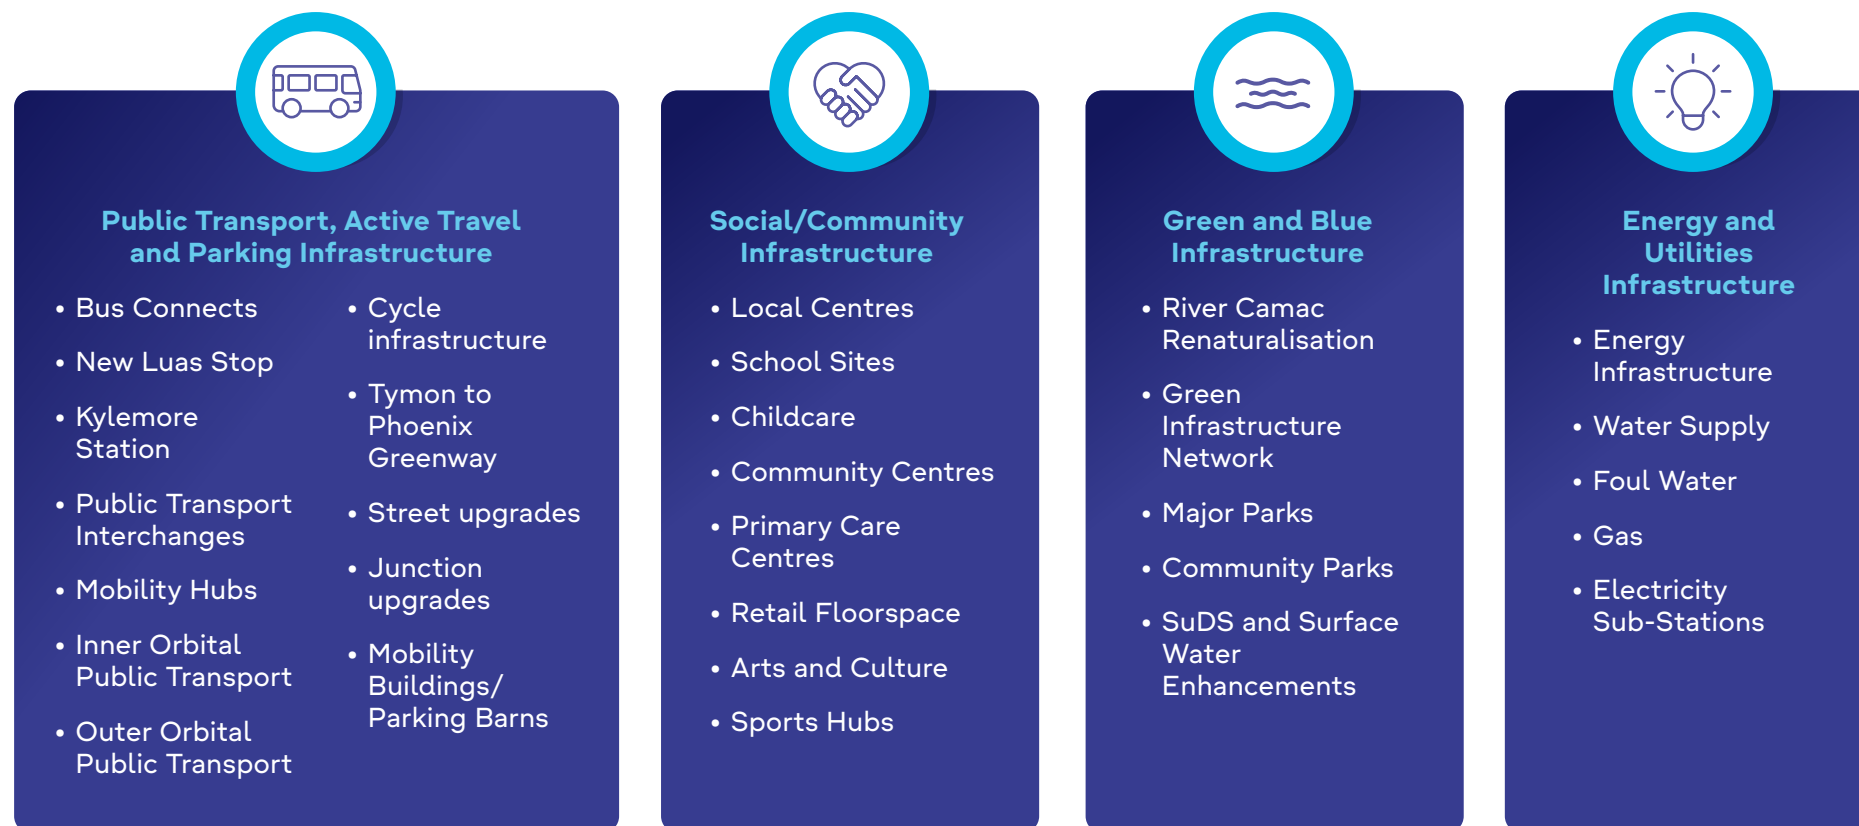 Public Transport, Active Travel
and Parking Infrastructure
• Bus Connects
• New Luas Stop
• Kylemore
Station
• Public Transport
Interchanges
• Mobility Hubs
• Inner Orbital
Public Transport
• Outer Orbital
Public Transport
• Cycle
infrastructure
• Tymon to
Phoenix
Greenway
• Street upgrades
• Junction
upgrades
• Mobility
Buildings/
Parking Barns
Social/Community
Infrastructure
• Local Centres
• School Sites
• Childcare
• Community Centres
• Primary Care
Centres
• Retail Floorspace
• Arts and Culture
• Sports Hubs
Green and Blue
Infrastructure
• River Camac
Renaturalisation
• Green
Infrastructure
Network
• Major Parks
• Community Parks
• SuDS and Surface
Water
Enhancements
Energy and
Utilities
Infrastructure
• Energy
Infrastructure
• Water Supply
• Foul Water
• Gas
• Electricity
Sub-Stations